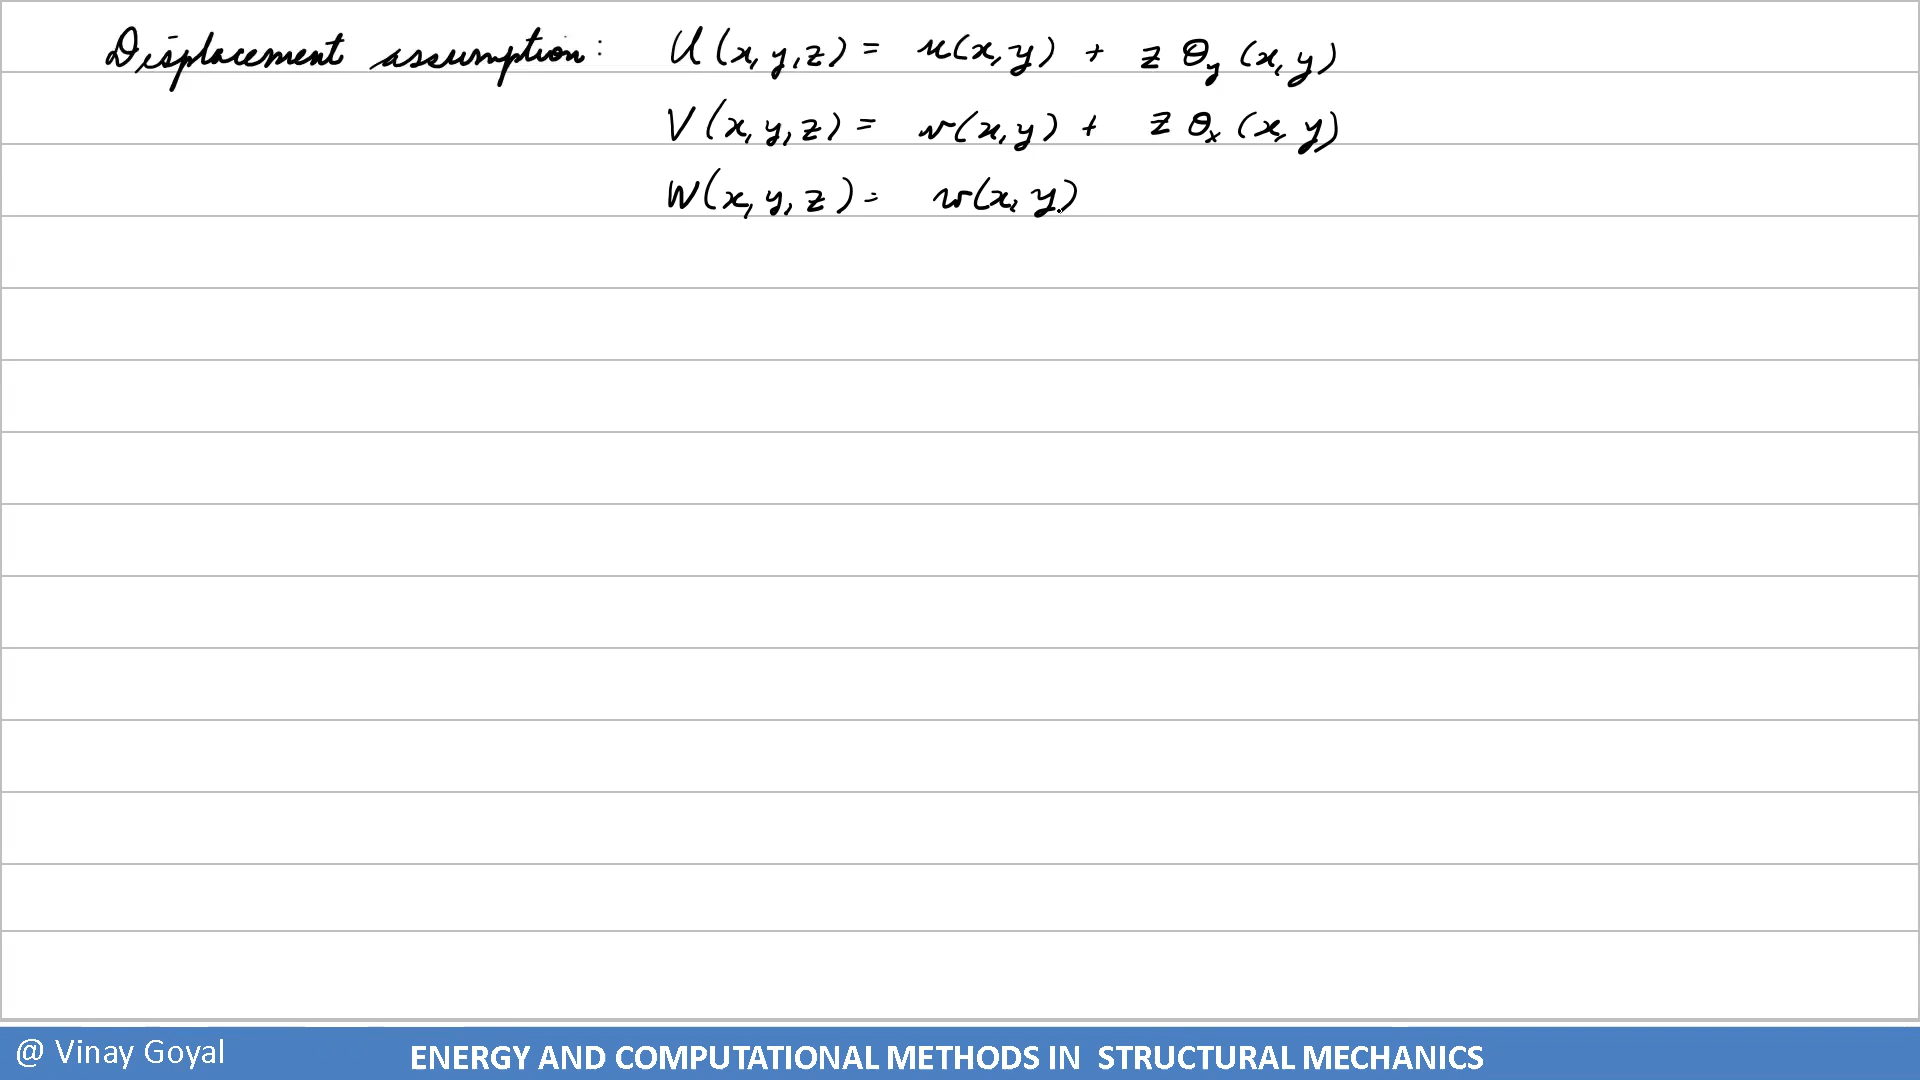 Displacement assumption: U(x, y, z) = u(x, y) + z θy (x, y)
V(x, y, z) = v(x, y) + z θx (x, y)
W(x, y, z) = w(x, y)
@ Vinay Goyal
ENERGY AND COMPUTATIONAL METHODS IN STRUCTURAL MECHANICS